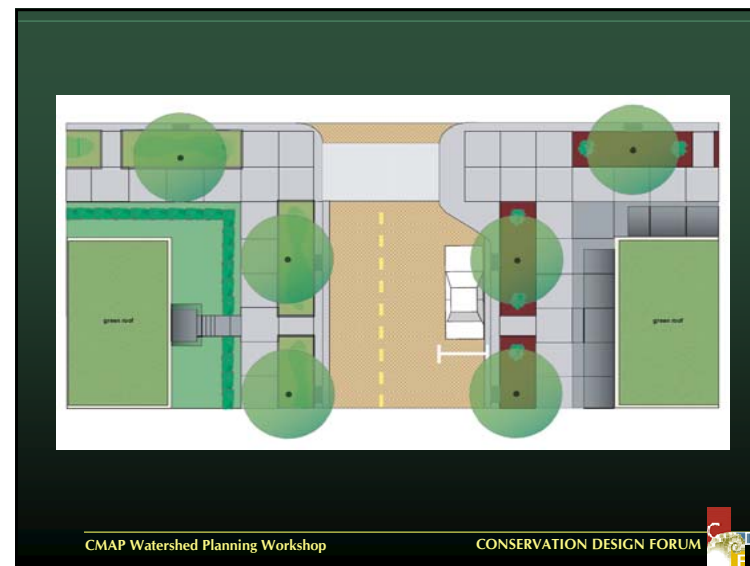 green roof
green roof
CMAP Watershed Planning Workshop
CONSERVATION DESIGN FORUM
C
D
F